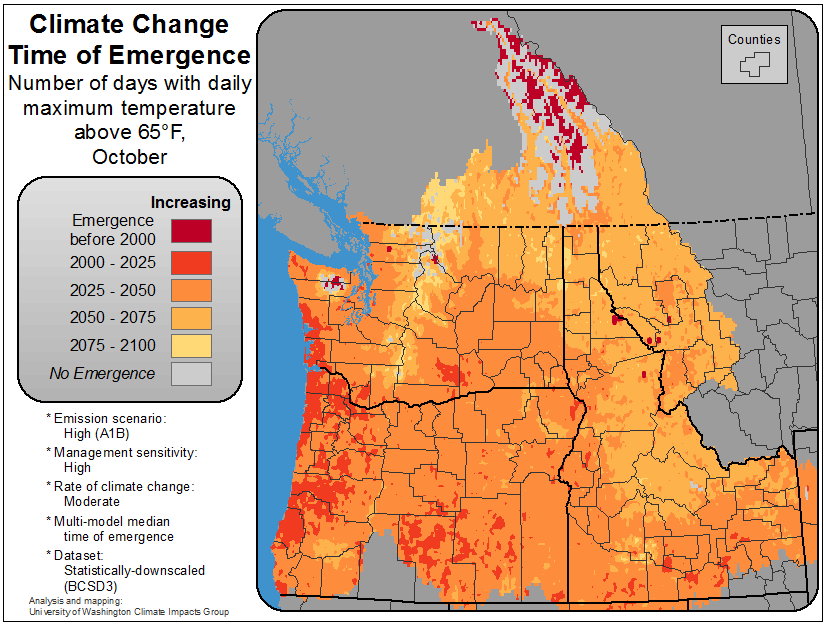 Climate Change
Time of Emergence
Number of days with daily
maximum temperature
above 65°F,
October
Increasing
Emergence
before 2000
2000 - 2025
2025 - 2050
2050 - 2075
2075 - 2100
No Emergence
* Emission scenario:
High (A1B)
* Management sensitivity:
High
* Rate of climate change:
Moderate
* Multi-model median
time of emergence
* Dataset:
Statistically-downscaled
(BCSD3)
Analysis and mapping:
University of Washington Climate Impacts Group
Counties